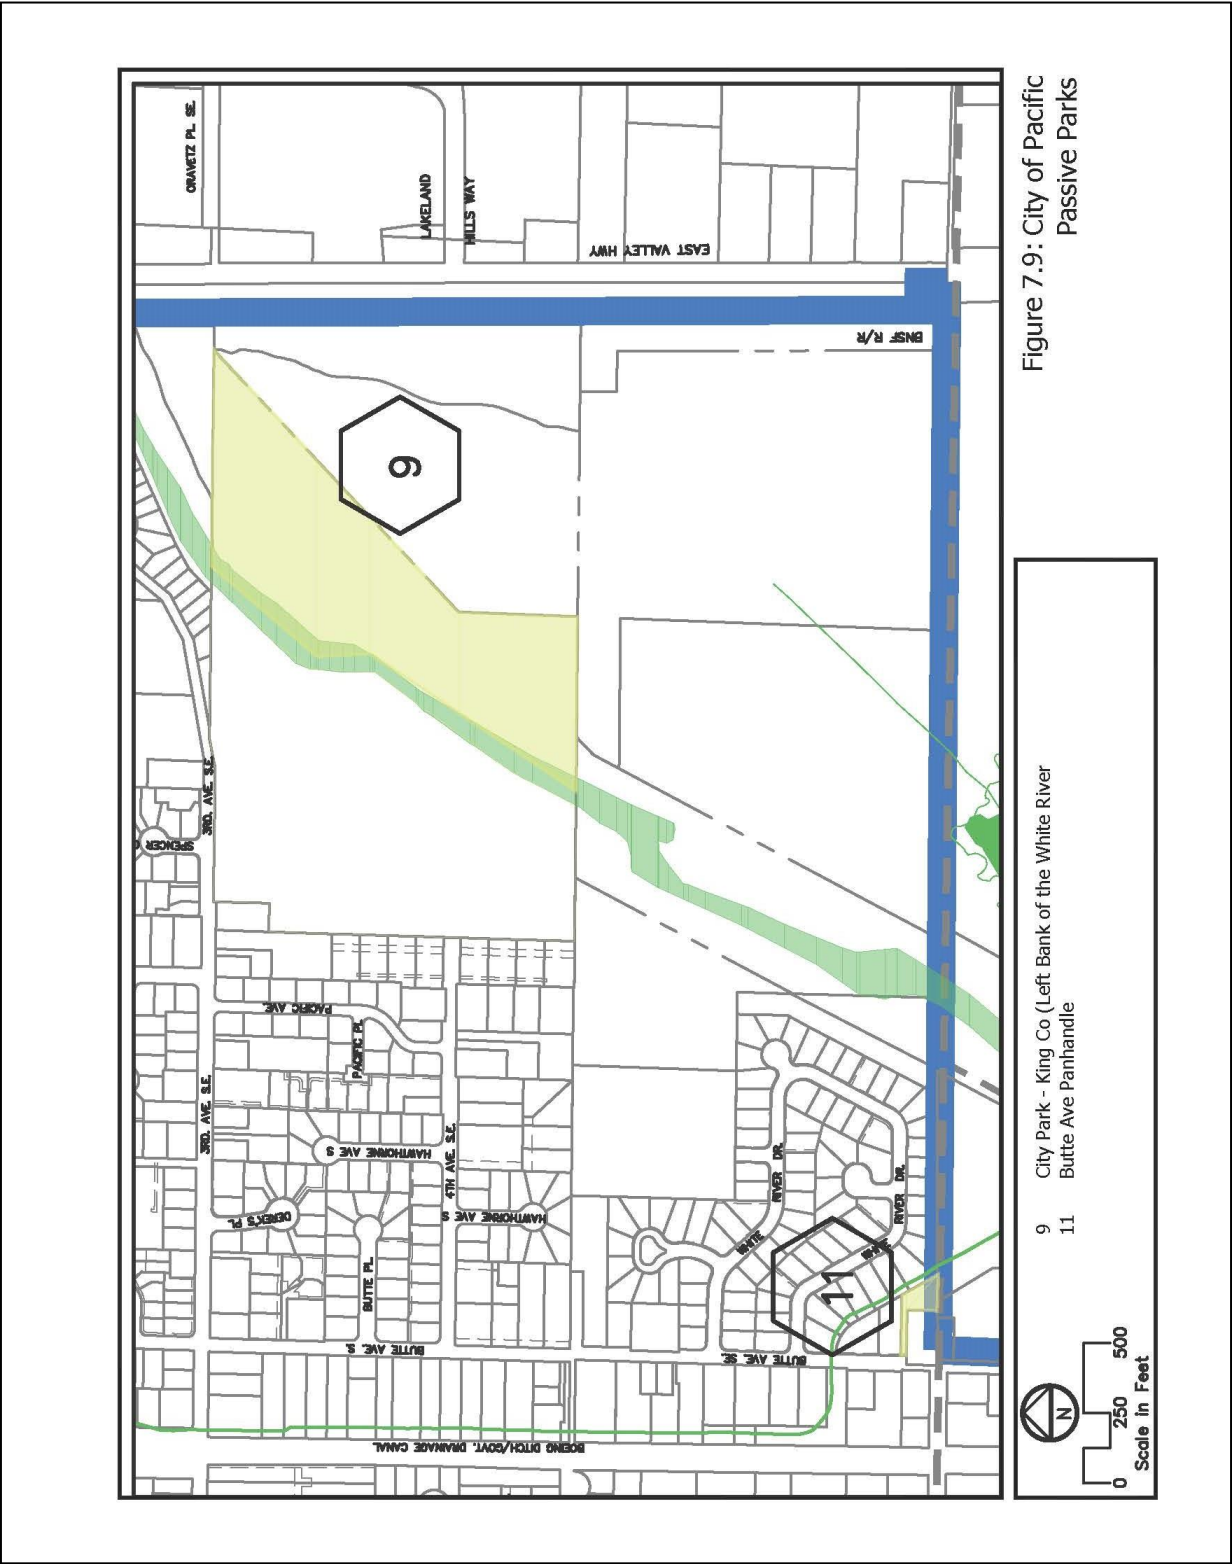 ORAVETZ PL SE.
LAKELAND
HILLS WAY
EAST VALLEY HWY
BNSF R/R
9
SPENCER
3RD. AVE. S.E.
PACIFIC AVE.
PACIFIC PL.
3RD. AVE. S.E.
HAWTHORNE AVE S
4TH AVE. S.E.
HAWTHORNE AVE S
DEREK'S PL
BUTTE PL.
BUTTE AVE. S.
WHITE
RIVER DR.
WHITE
RIVER DR.
11
BUTTE AVE. SE.
BOEING DITCH/GOVT. DRAINAGE CANAL
Figure 7.9: City of Pacific
Passive Parks
9 City Park - King Co (Left Bank of the White River
11 Butte Ave Panhandle
N
0 250 500
Scale in Feet